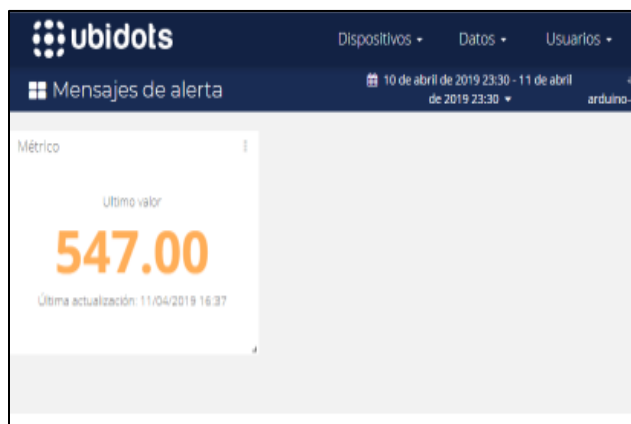 ubidots
Dispositivos
Datos
Usuarios
Mensajes de alerta
10 de abril de 2019 23:30 - 11 de abril
de 2019 23:30
arduino-
Métrico
Ultimo valor
547.00
Última actualización: 11/04/2019 16:37